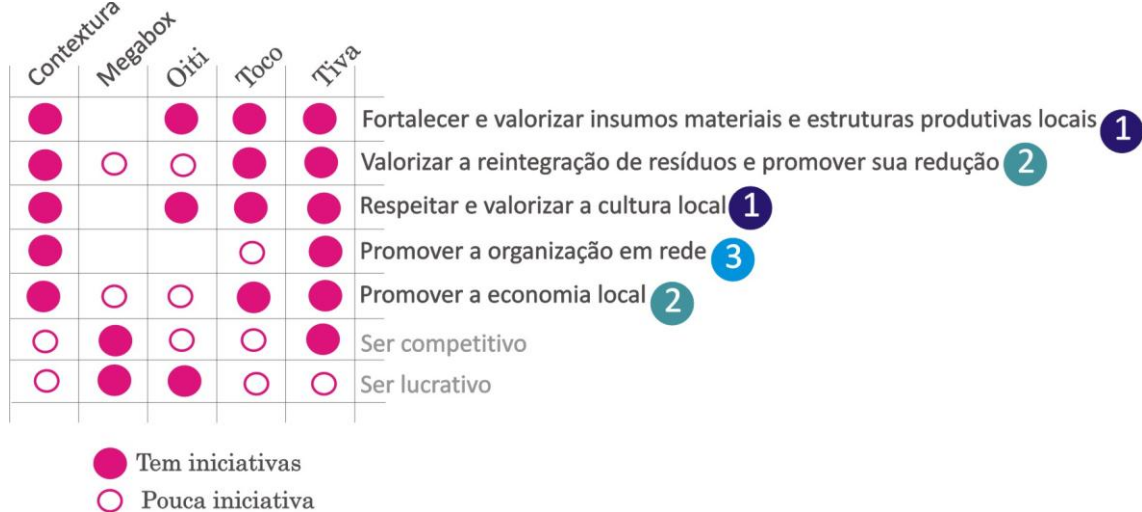 Contextura Megabox Oiti Toco Tiva
Fortalecer e valorizar insumos materiais e estruturas produtivas locais 1
Valorizar a reintegração de resíduos e promover sua redução 2
Respeitar e valorizar a cultura local 1
Promover a organização em rede 3
Promover a economia local 2
Ser competitivo
Ser lucrativo
Tem iniciativas
Pouca iniciativa